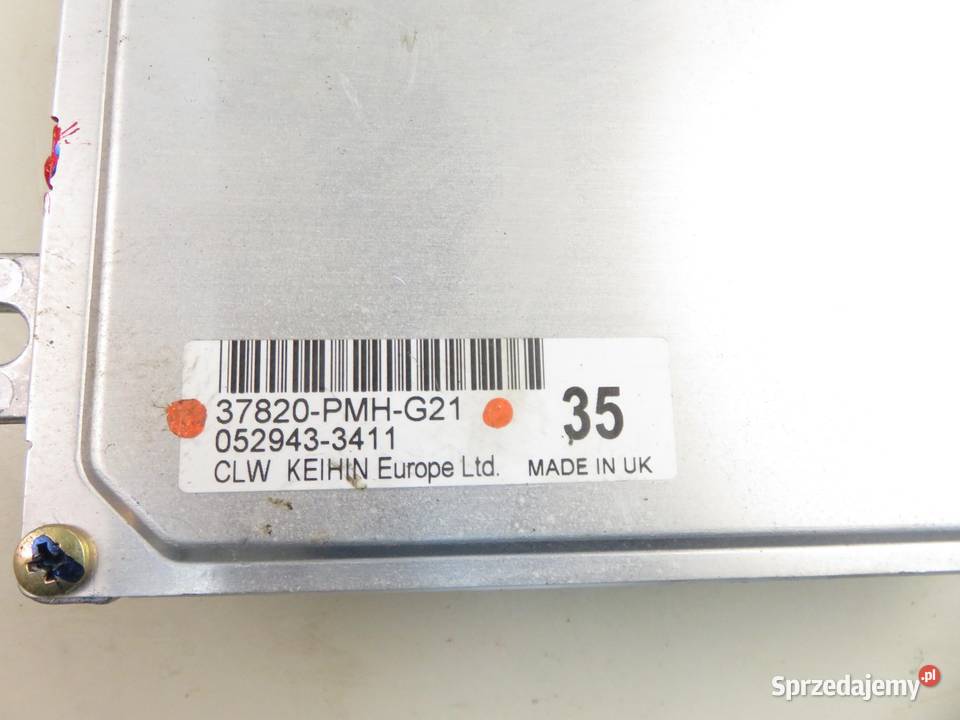 37820-PMH-G21
052943-3411
35
CLW KEIHIN Europe Ltd. MADE IN UK
Sprzedajemy.pl